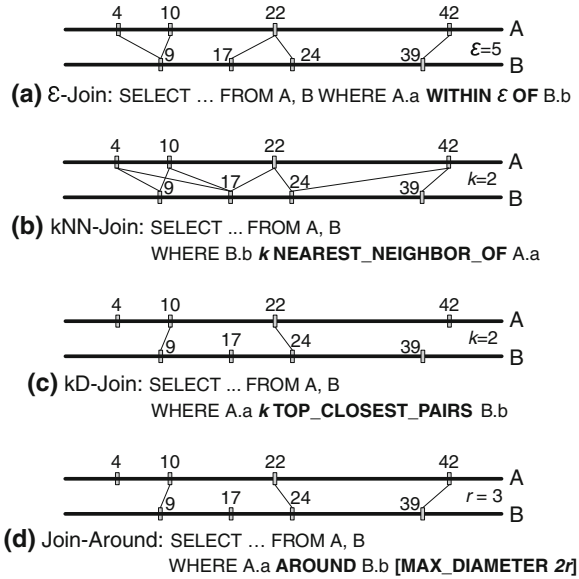 4 10 22 42 A
9 17 24 39 ε=5 B
(a) ε-Join: SELECT ... FROM A, B WHERE A.a WITHIN ε OF B.b
4 10 22 42 A
9 17 24 39 k=2 B
(b) kNN-Join: SELECT ... FROM A, B
WHERE B.b k NEAREST_NEIGHBOR_OF A.a
4 10 22 42 A
9 17 24 39 k=2 B
(c) kD-Join: SELECT ... FROM A, B
WHERE A.a k TOP_CLOSEST_PAIRS B.b
4 10 22 42 A
9 17 24 39 r = 3 B
(d) Join-Around: SELECT ... FROM A, B
WHERE A.a AROUND B.b [MAX_DIAMETER 2r]